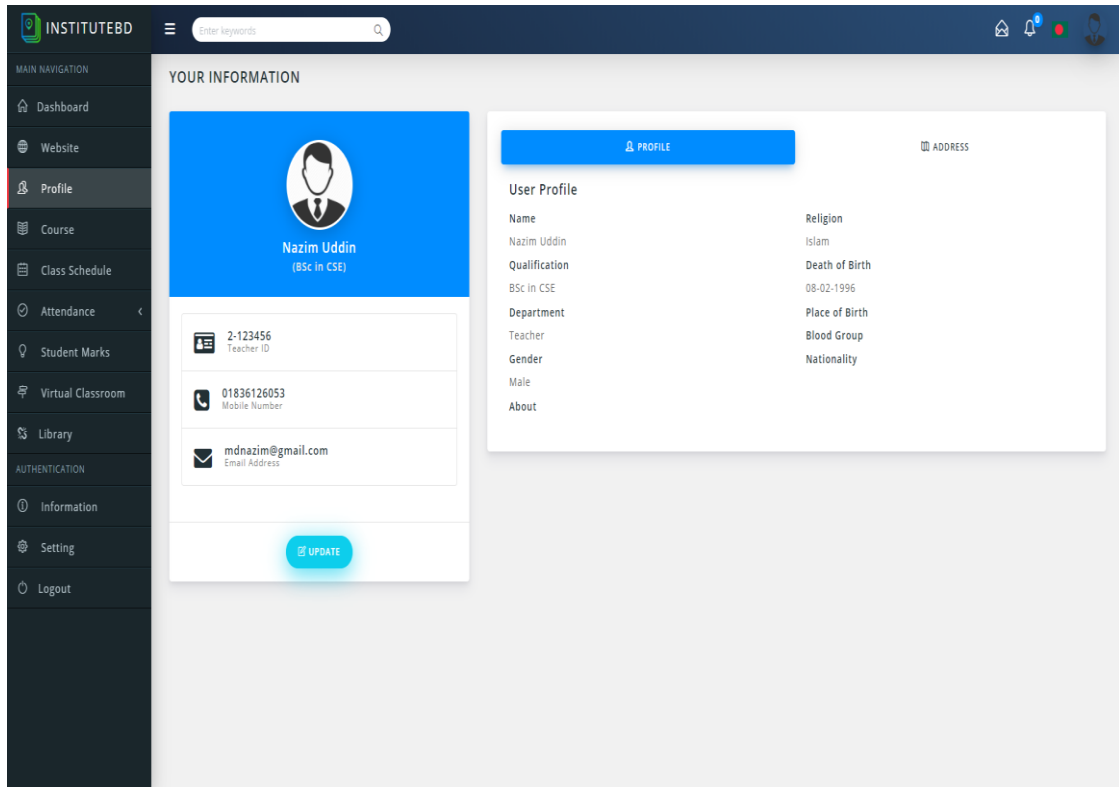 INSTITUTEBD
Enter keywords
0
MAIN NAVIGATION
Dashboard
Website
Profile
Course
Class Schedule
Attendance
Student Marks
Virtual Classroom
Library
AUTHENTICATION
Information
Setting
Logout
YOUR INFORMATION
Nazim Uddin
(BSc in CSE)
2-123456
Teacher ID
01836126053
Mobile Number
mdnazim@gmail.com
Email Address
UPDATE
PROFILE
ADDRESS
User Profile
Name
Nazim Uddin
Qualification
BSc in CSE
Department
Teacher
Gender
Male
About
Religion
Islam
Death of Birth
08-02-1996
Place of Birth
Blood Group
Nationality